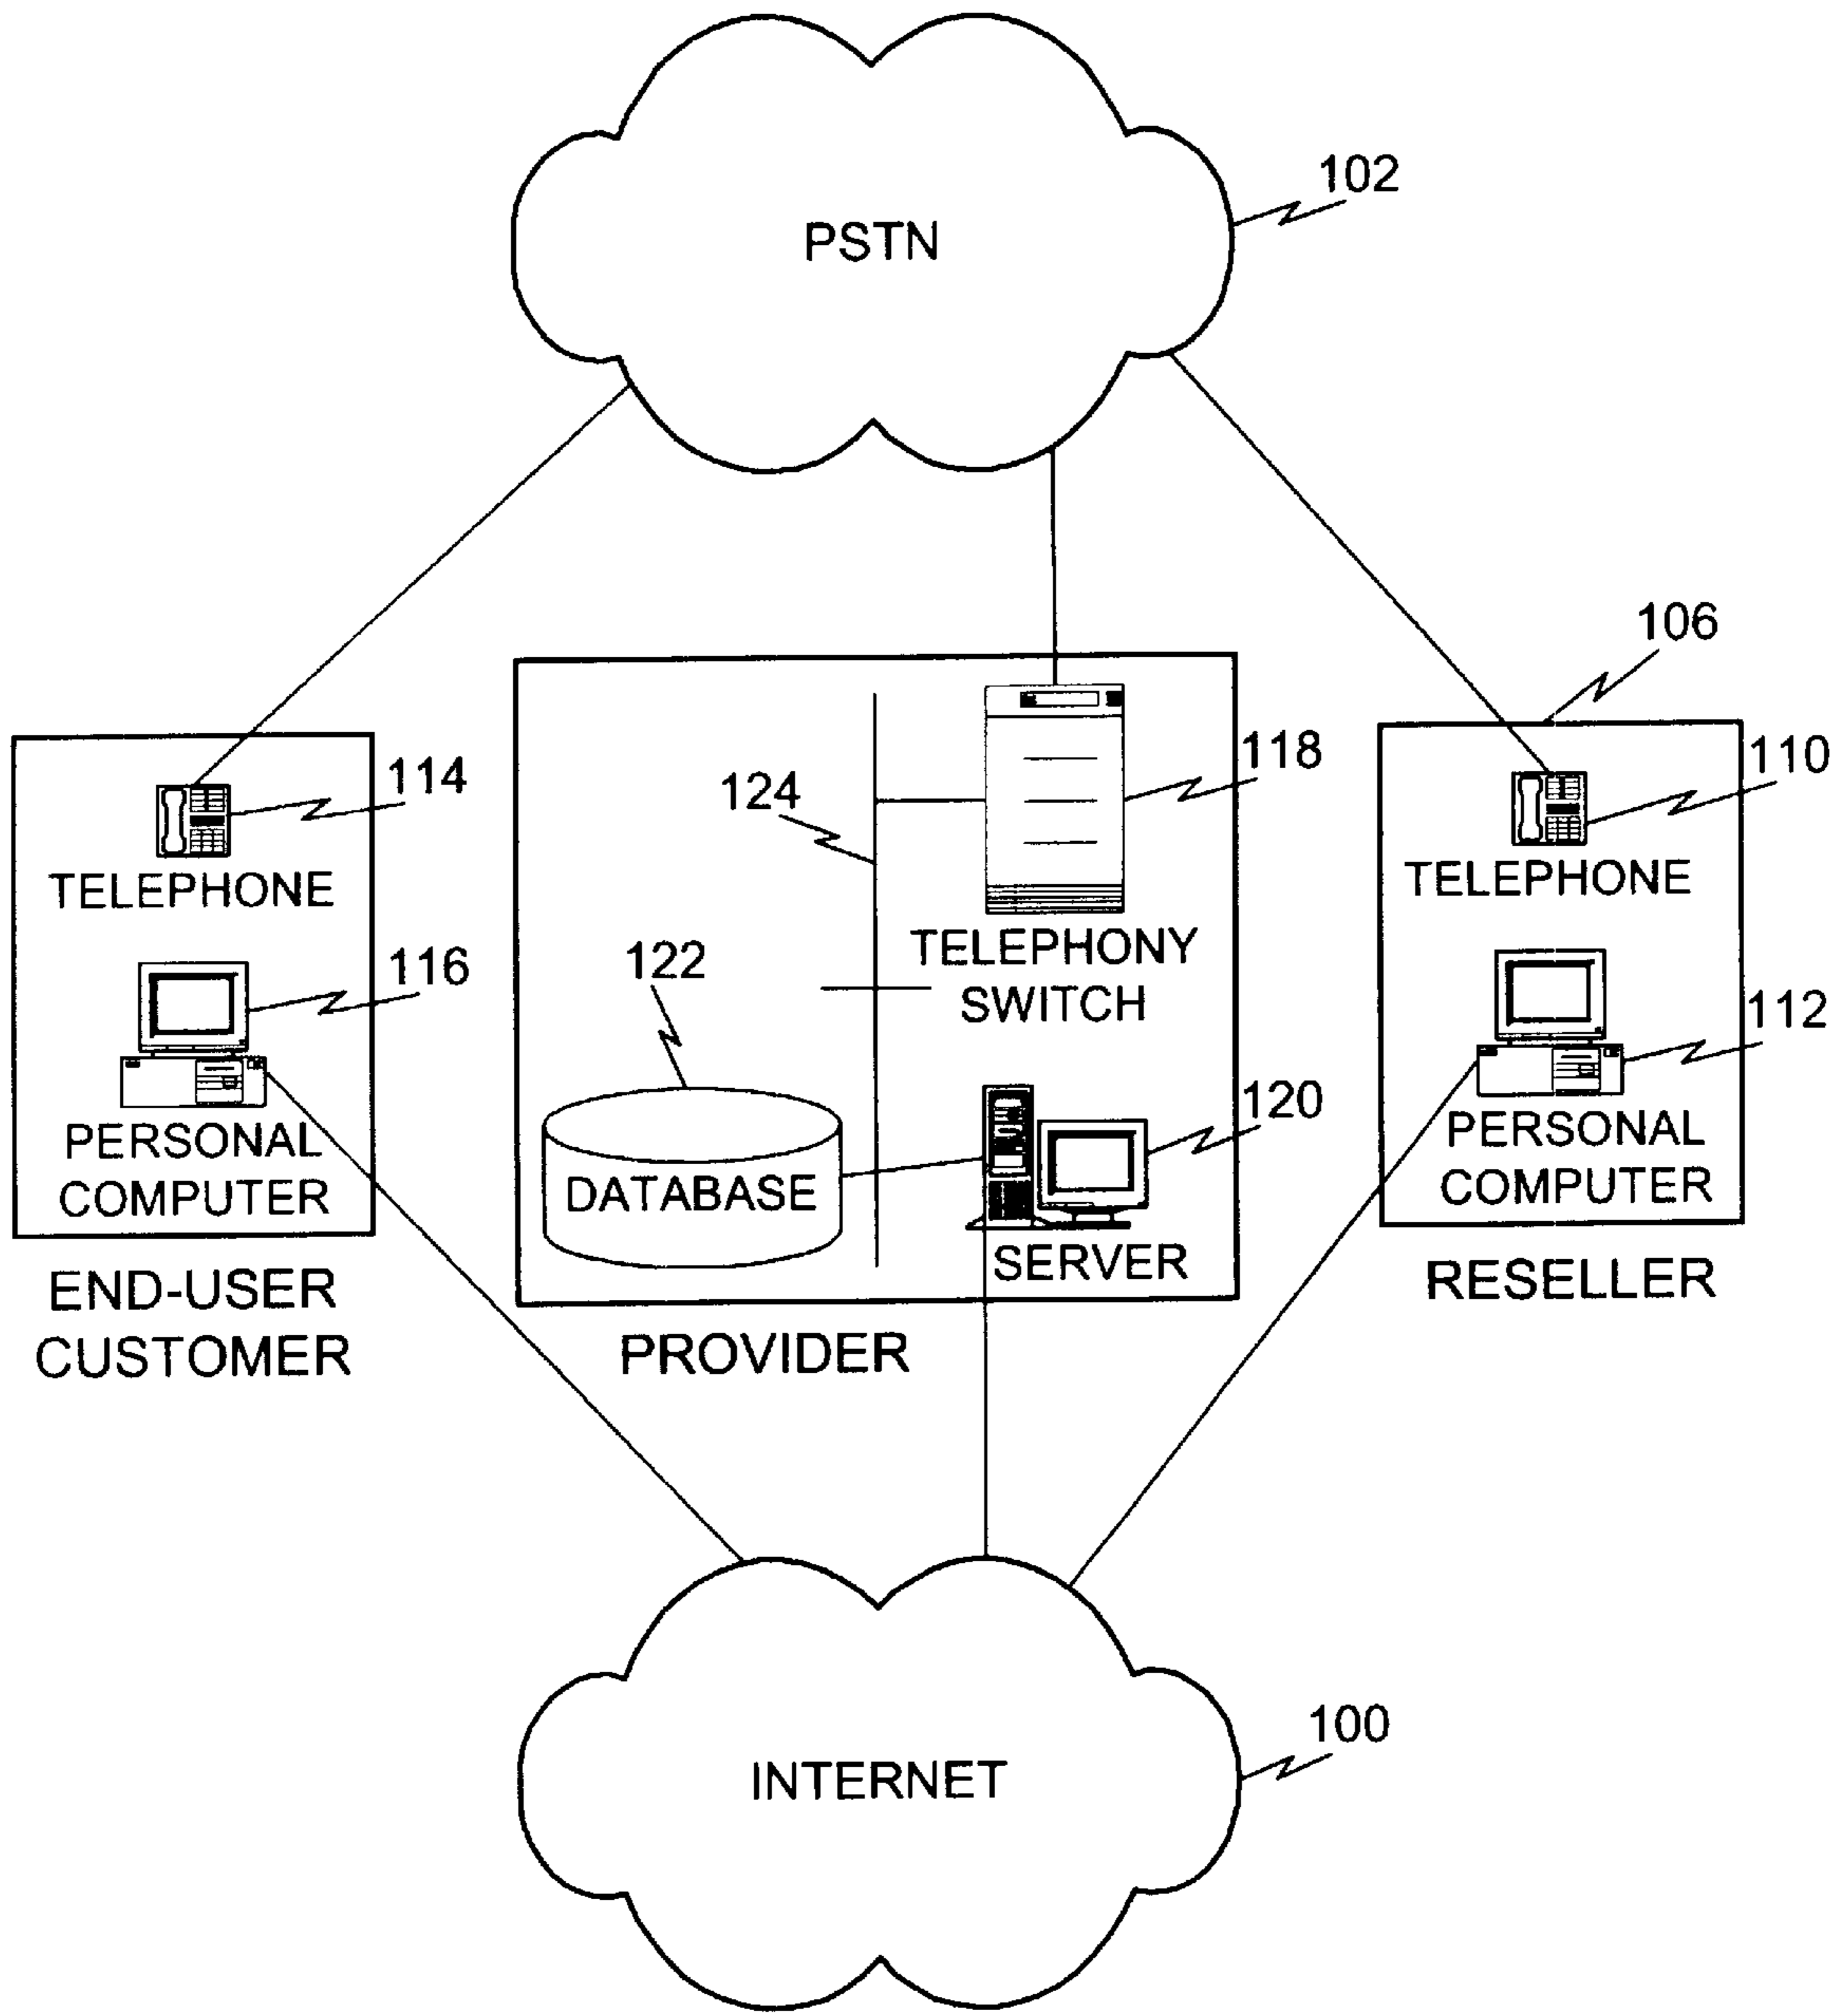 PSTN
102
106
114
TELEPHONE
116
PERSONAL
COMPUTER
END-USER
CUSTOMER
124
118
TELEPHONY
SWITCH
122
DATABASE
120
SERVER
PROVIDER
110
TELEPHONE
112
PERSONAL
COMPUTER
RESELLER
INTERNET
100